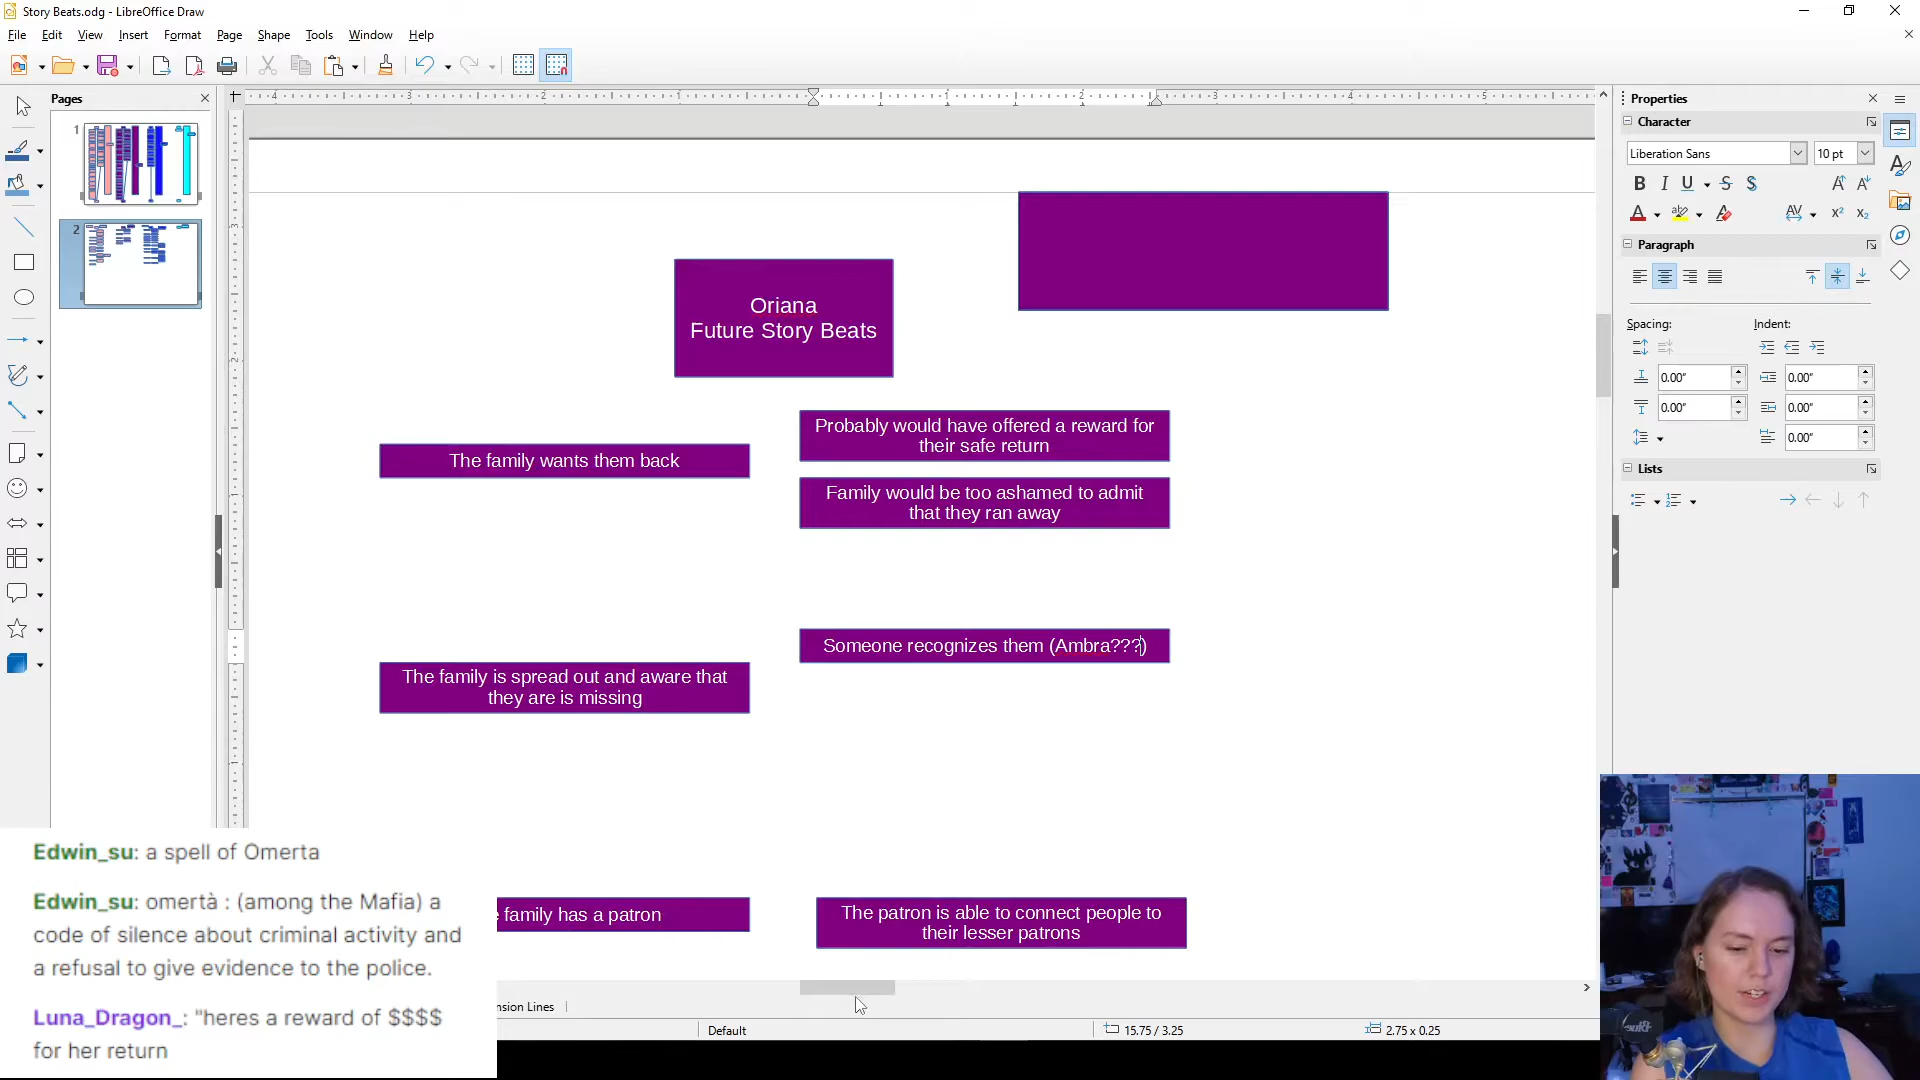 Story Beats.odg - LibreOffice Draw
File Edit View Insert Format Page Shape Tools Window Help
Pages
1
2
Oriana
Future Story Beats
The family wants them back
Probably would have offered a reward for
their safe return
Family would be too ashamed to admit
that they ran away
Someone recognizes them (Ambra???)
The family is spread out and aware that
they are is missing
family has a patron
The patron is able to connect people to
their lesser patrons
Properties
Character
Liberation Sans
10 pt
Paragraph
Spacing:
Indent:
0.00"
0.00"
0.00"
0.00"
0.00"
Lists
Edwin_su: a spell of Omerta
Edwin_su: omertà : (among the Mafia) a
code of silence about criminal activity and
a refusal to give evidence to the police.
Luna_Dragon_: "heres a reward of $$$$
for her return
nsion Lines
Default
15.75 / 3.25
2.75 x 0.25